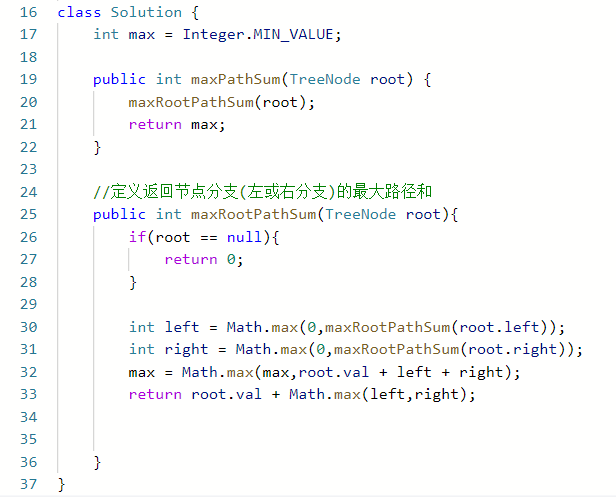 16 class Solution {
17     int max = Integer.MIN_VALUE;
18
19     public int maxPathSum(TreeNode root) {
20         maxRootPathSum(root);
21         return max;
22     }
23
24     //定义返回节点分支(左或右分支)的最大路径和
25     public int maxRootPathSum(TreeNode root){
26         if(root == null){
27             return 0;
28         }
29
30         int left = Math.max(0,maxRootPathSum(root.left));
31         int right = Math.max(0,maxRootPathSum(root.right));
32         max = Math.max(max,root.val + left + right);
33         return root.val + Math.max(left,right);
34
35
36     }
37 }